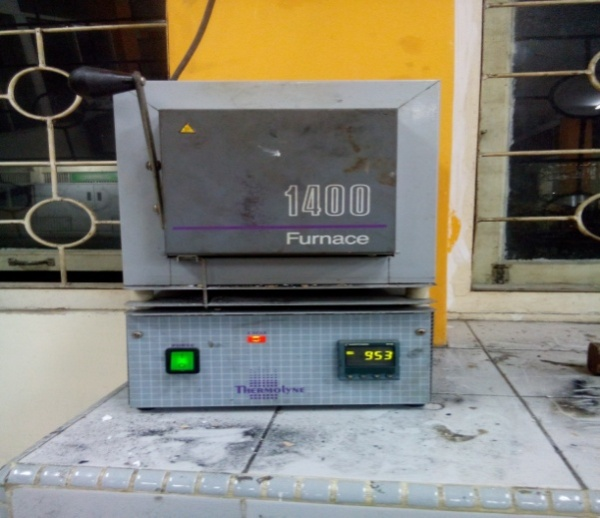 1400
Furnace
953
THERMOLYNE